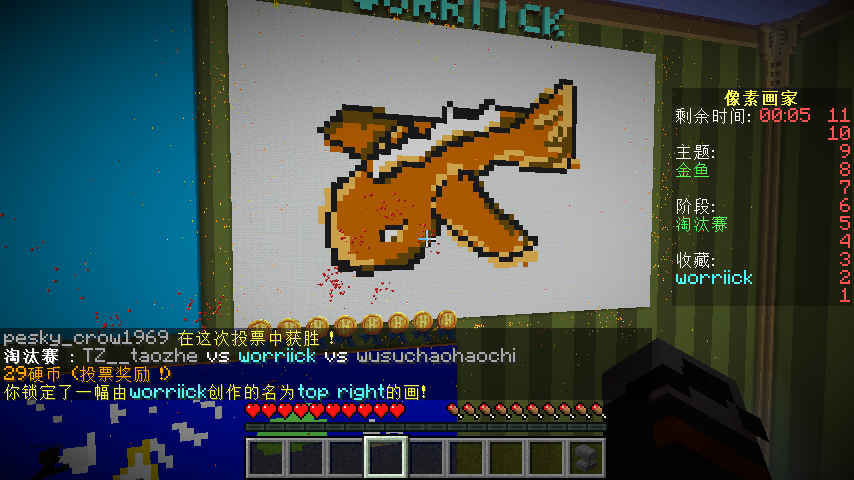 WORRIICK
像素画家
剩余时间: 00:05 11
10
主题: 9
金鱼 8
7
阶段: 6
淘汰赛 5
4
收藏: 3
worriick 2
1
pesky_crow1969 在这次投票中获胜！
淘汰赛 : TZ__taozhe vs worriick vs wusuchaohaochi
29硬币 (投票奖励！)
你锁定了一幅由worriick创作的名为top right的画!